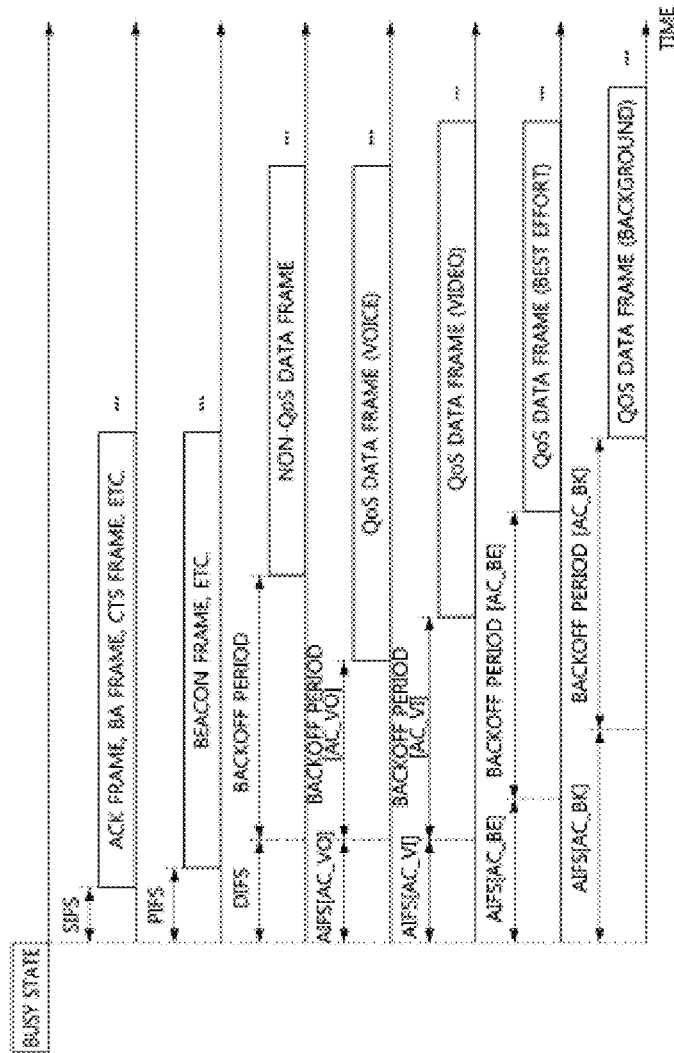 BUSY STATE
SIFS
ACK FRAME, BA FRAME, CTS FRAME, ETC.
...
PIFS
BEACON FRAME, ETC.
...
DIFS
BACKOFF PERIOD
NON-QoS DATA FRAME
...
AIFS[AC_VO]
BACKOFF PERIOD
[AC_VO]
QoS DATA FRAME (VOICE)
...
AIFS[AC_VI]
BACKOFF PERIOD
[AC_VI]
QoS DATA FRAME (VIDEO)
...
AIFS[AC_BE]
BACKOFF PERIOD [AC_BE]
QoS DATA FRAME (BEST EFFORT)
...
AIFS[AC_BK]
BACKOFF PERIOD [AC_BK]
QOS DATA FRAME (BACKGROUND)
...
TIME